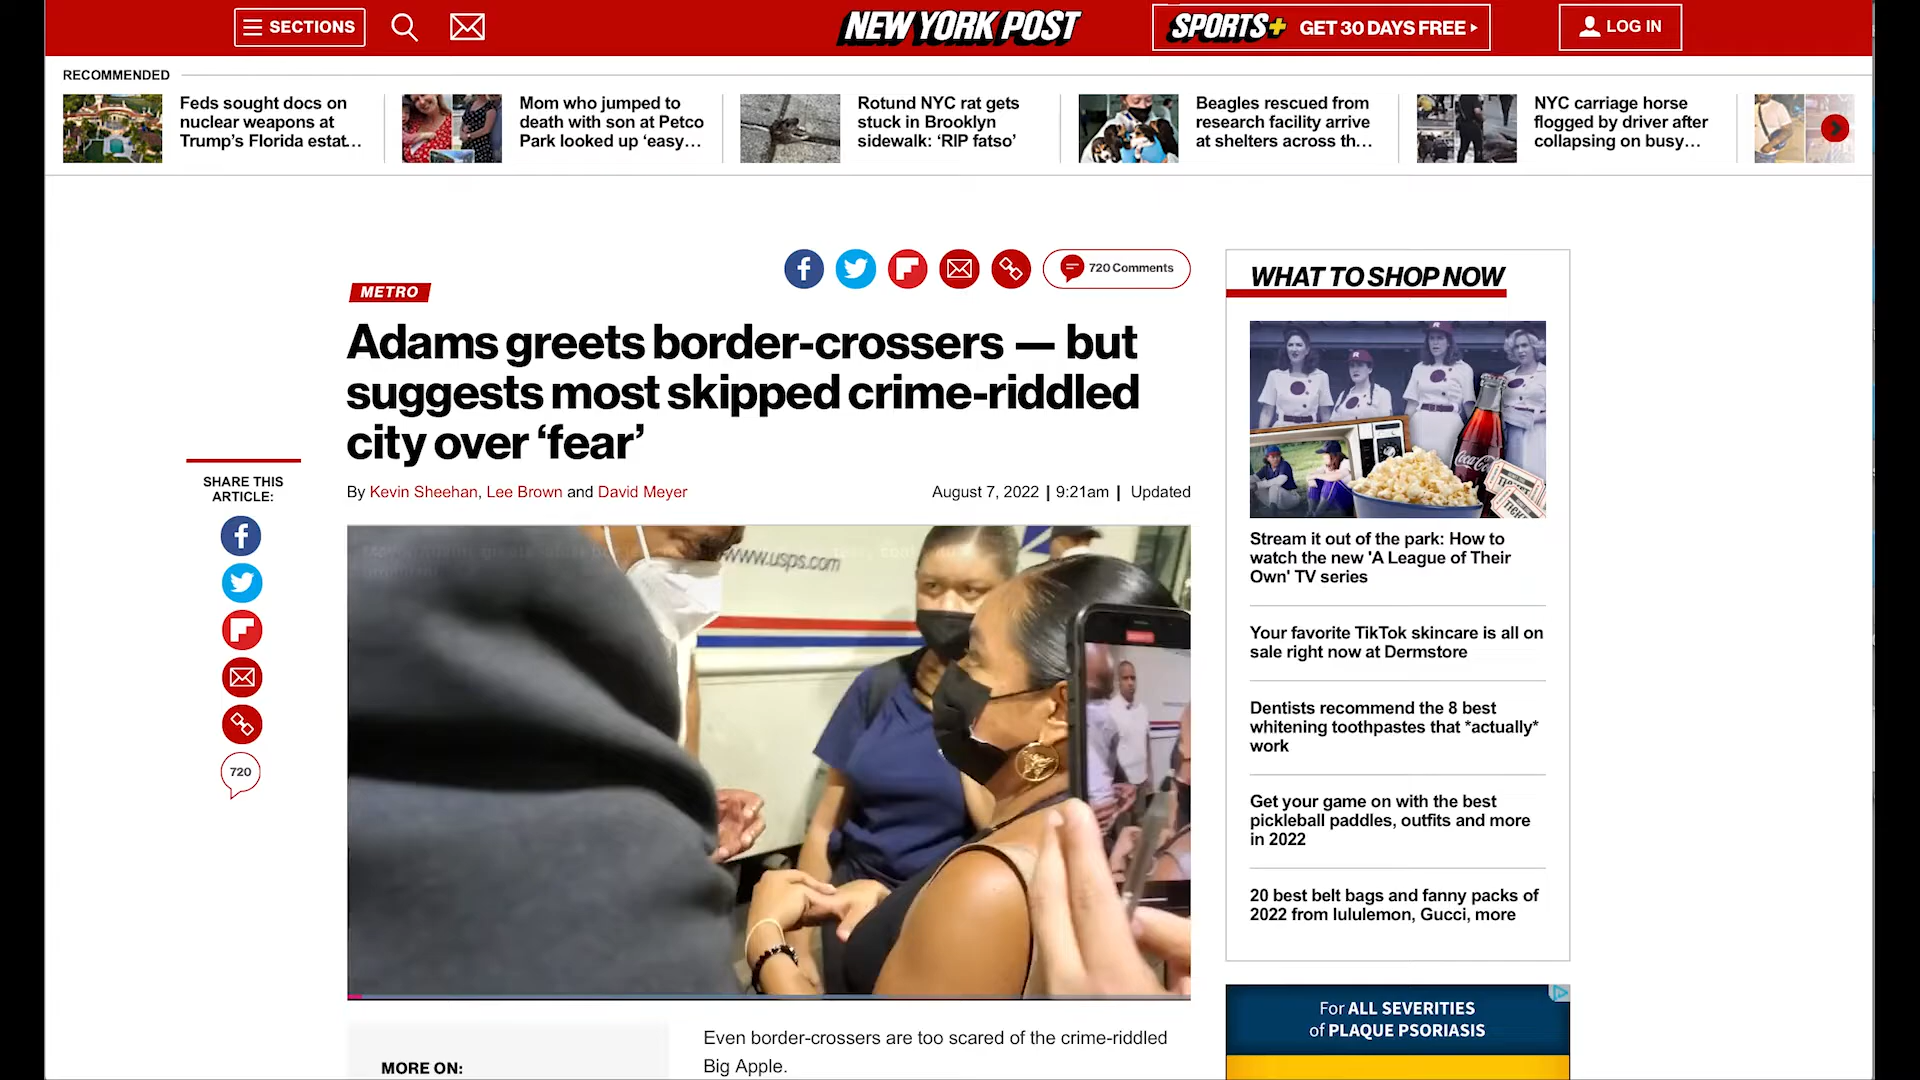 SECTIONS
NEW YORK POST
SPORTS+ GET 30 DAYS FREE
LOG IN
RECOMMENDED
Feds sought docs on
nuclear weapons at
Trump's Florida estat...
Mom who jumped to
death with son at Petco
Park looked up 'easy...
Rotund NYC rat gets
stuck in Brooklyn
sidewalk: 'RIP fatso'
Beagles rescued from
research facility arrive
at shelters across th...
NYC carriage horse
flogged by driver after
collapsing on busy...
720 Comments
METRO
Adams greets border-crossers — but
suggests most skipped crime-riddled
city over 'fear'
By Kevin Sheehan, Lee Brown and David Meyer
August 7, 2022 | 9:21am | Updated
SHARE THIS
ARTICLE:
720
www.usps.com
MORE ON:
Even border-crossers are too scared of the crime-riddled
Big Apple.
WHAT TO SHOP NOW
Coca-Cola
Stream it out of the park: How to
watch the new 'A League of Their
Own' TV series
Your favorite TikTok skincare is all on
sale right now at Dermstore
Dentists recommend the 8 best
whitening toothpastes that *actually*
work
Get your game on with the best
pickleball paddles, outfits and more
in 2022
20 best belt bags and fanny packs of
2022 from lululemon, Gucci, more
For ALL SEVERITIES
of PLAQUE PSORIASIS